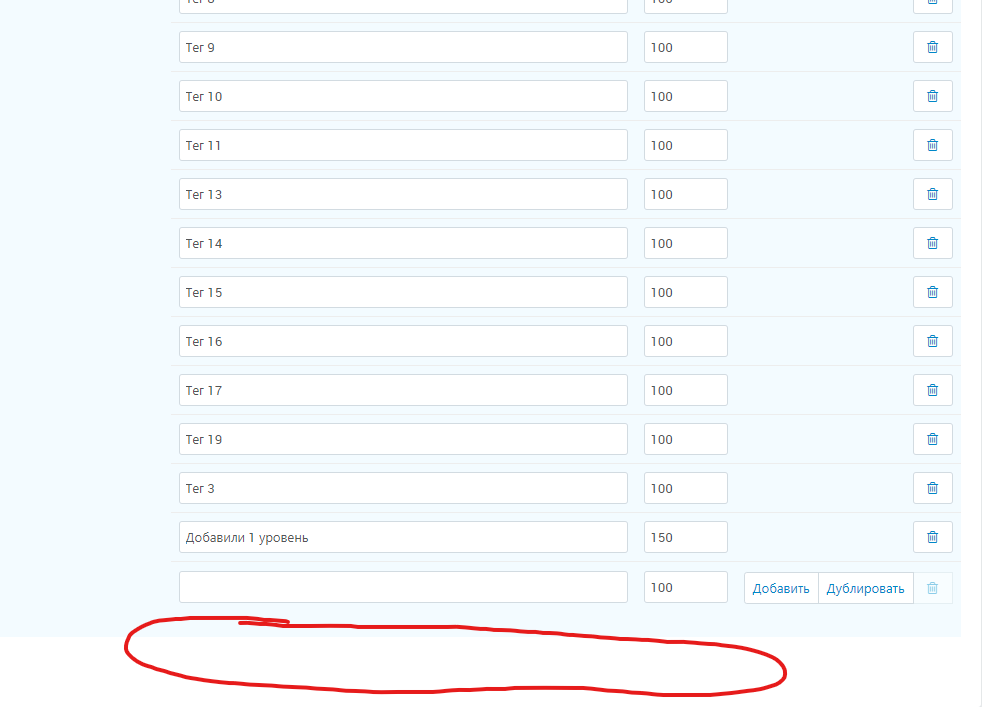 Тег 9 100
Тег 10 100
Тег 11 100
Тег 13 100
Тег 14 100
Тег 15 100
Тег 16 100
Тег 17 100
Тег 19 100
Тег 3 100
Добавили 1 уровень 150
100 Добавить Дублировать